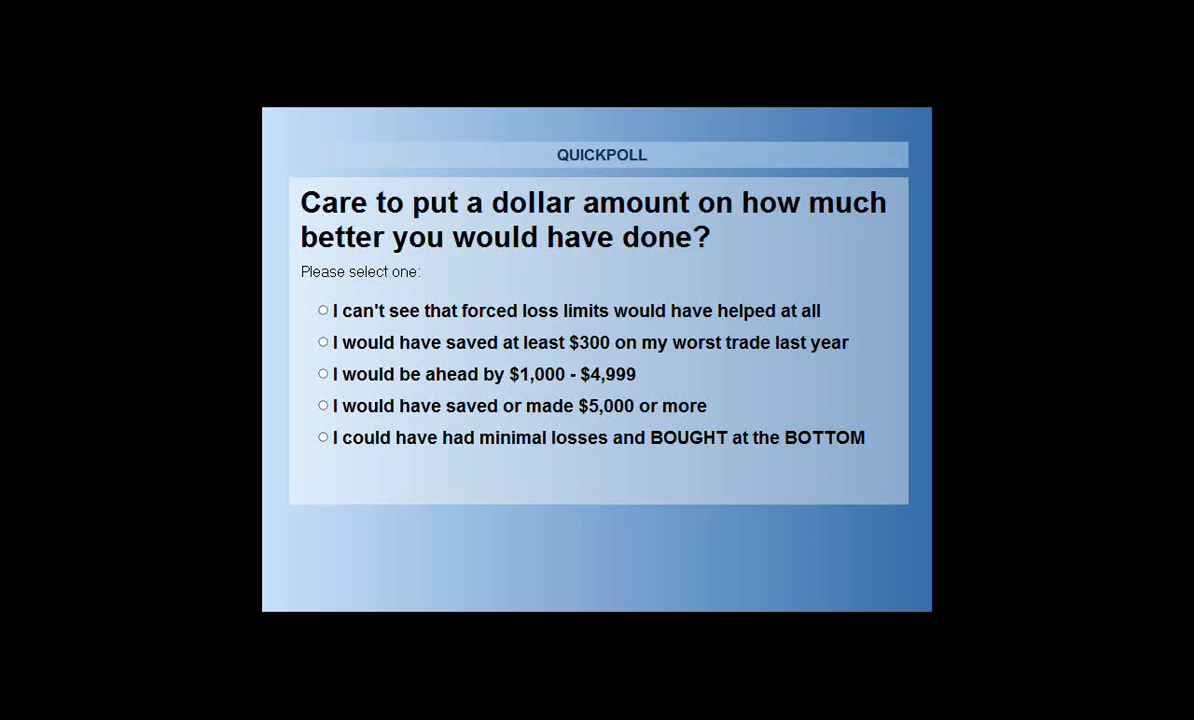 QUICKPOLL
Care to put a dollar amount on how much
better you would have done?
Please select one:
I can't see that forced loss limits would have helped at all
I would have saved at least $300 on my worst trade last year
I would be ahead by $1,000 - $4,999
I would have saved or made $5,000 or more
I could have had minimal losses and BOUGHT at the BOTTOM